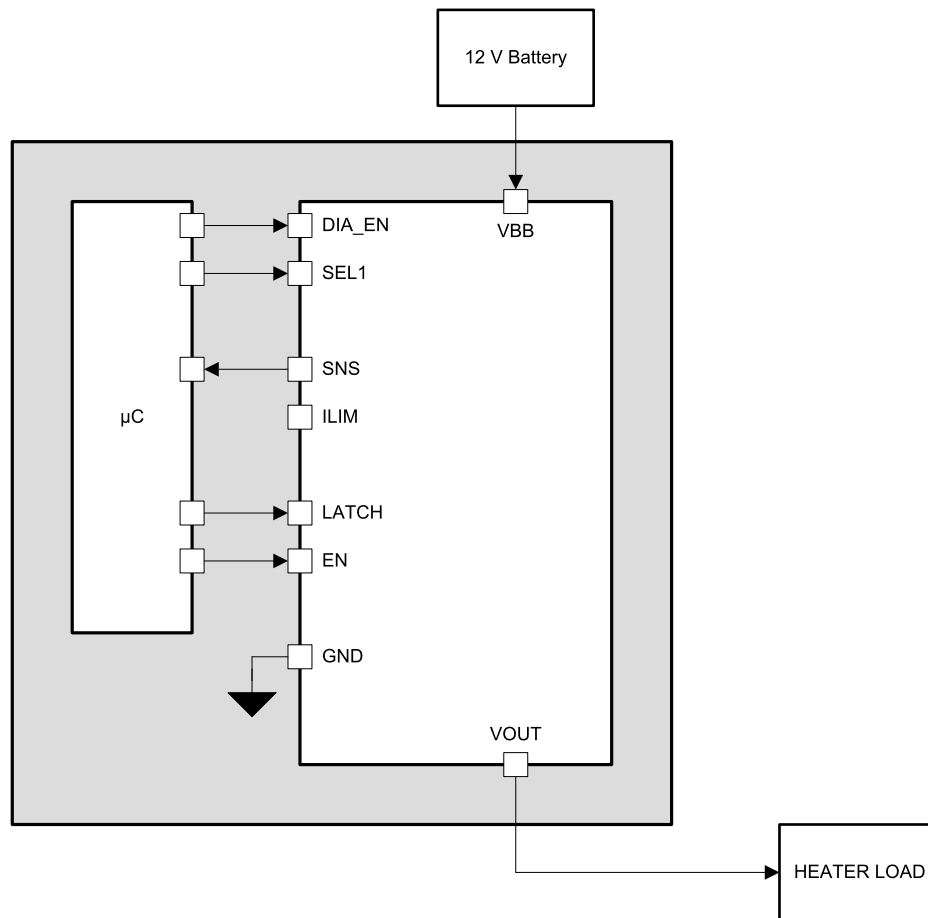 12 V Battery
DIA_EN
VBB
SEL1
SNS
µC
ILIM
LATCH
EN
GND
VOUT
HEATER LOAD